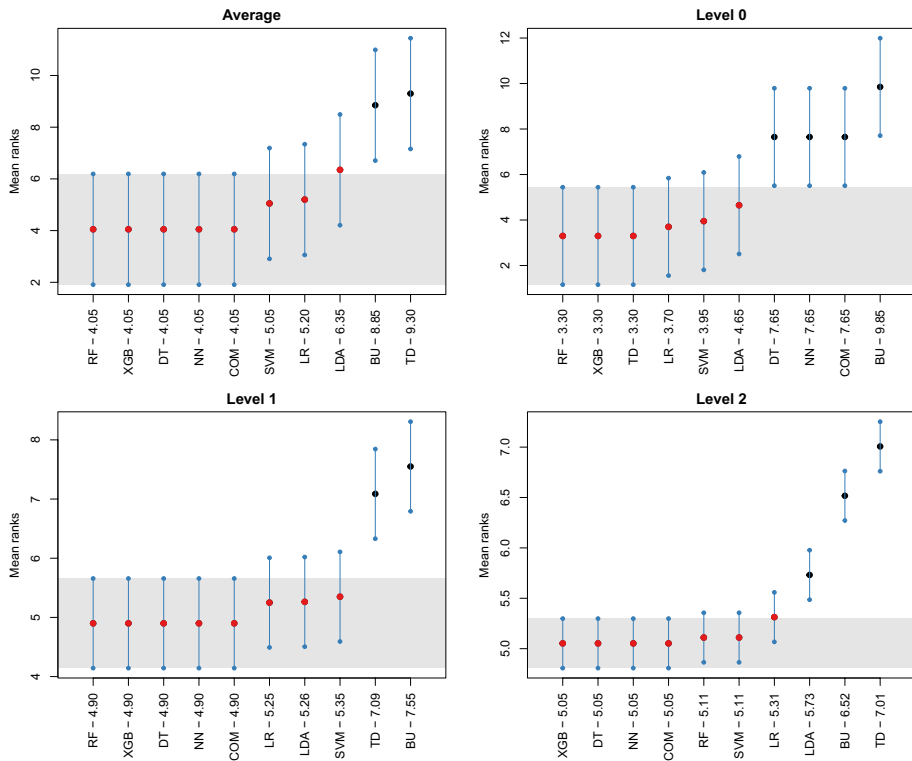 Average
Mean ranks
10
8
6
4
2
RF − 4.05
XGB − 4.05
DT − 4.05
NN − 4.05
COM − 4.05
SVM − 5.05
LR − 5.20
LDA − 6.35
BU − 8.85
TD − 9.30
Level 0
Mean ranks
12
10
8
6
4
2
RF − 3.30
XGB − 3.30
TD − 3.30
LR − 3.70
SVM − 3.95
LDA − 4.65
DT − 7.65
NN − 7.65
COM − 7.65
BU − 9.85
Level 1
Mean ranks
8
7
6
5
4
RF − 4.90
XGB − 4.90
DT − 4.90
NN − 4.90
COM − 4.90
LR − 5.25
LDA − 5.26
SVM − 5.35
TD − 7.09
BU − 7.55
Level 2
Mean ranks
7.0
6.5
6.0
5.5
5.0
XGB − 5.05
DT − 5.05
NN − 5.05
COM − 5.05
RF − 5.11
SVM − 5.11
LR − 5.31
LDA − 5.73
BU − 6.52
TD − 7.01